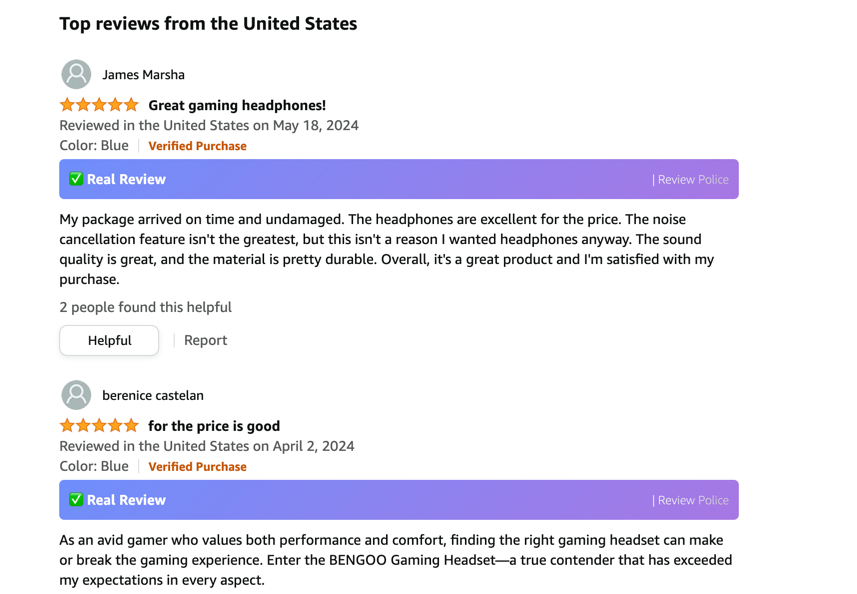 Top reviews from the United States
James Marsha
Great gaming headphones!
Reviewed in the United States on May 18, 2024
Color: Blue | Verified Purchase
✅ Real Review | Review Police
My package arrived on time and undamaged. The headphones are excellent for the price. The noise
cancellation feature isn't the greatest, but this isn't a reason I wanted headphones anyway. The sound
quality is great, and the material is pretty durable. Overall, it's a great product and I'm satisfied with my
purchase.
2 people found this helpful
Helpful | Report
berenice castelan
for the price is good
Reviewed in the United States on April 2, 2024
Color: Blue | Verified Purchase
✅ Real Review | Review Police
As an avid gamer who values both performance and comfort, finding the right gaming headset can make
or break the gaming experience. Enter the BENGOO Gaming Headset—a true contender that has exceeded
my expectations in every aspect.